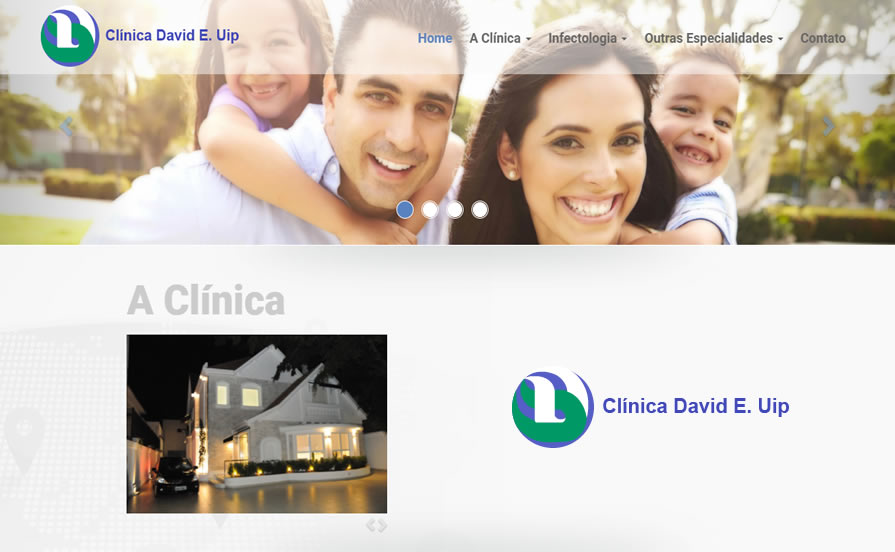 Clínica David E. Uip
Home A Clínica Infectologia Outras Especialidades Contato
A Clínica
Clínica David E. Uip